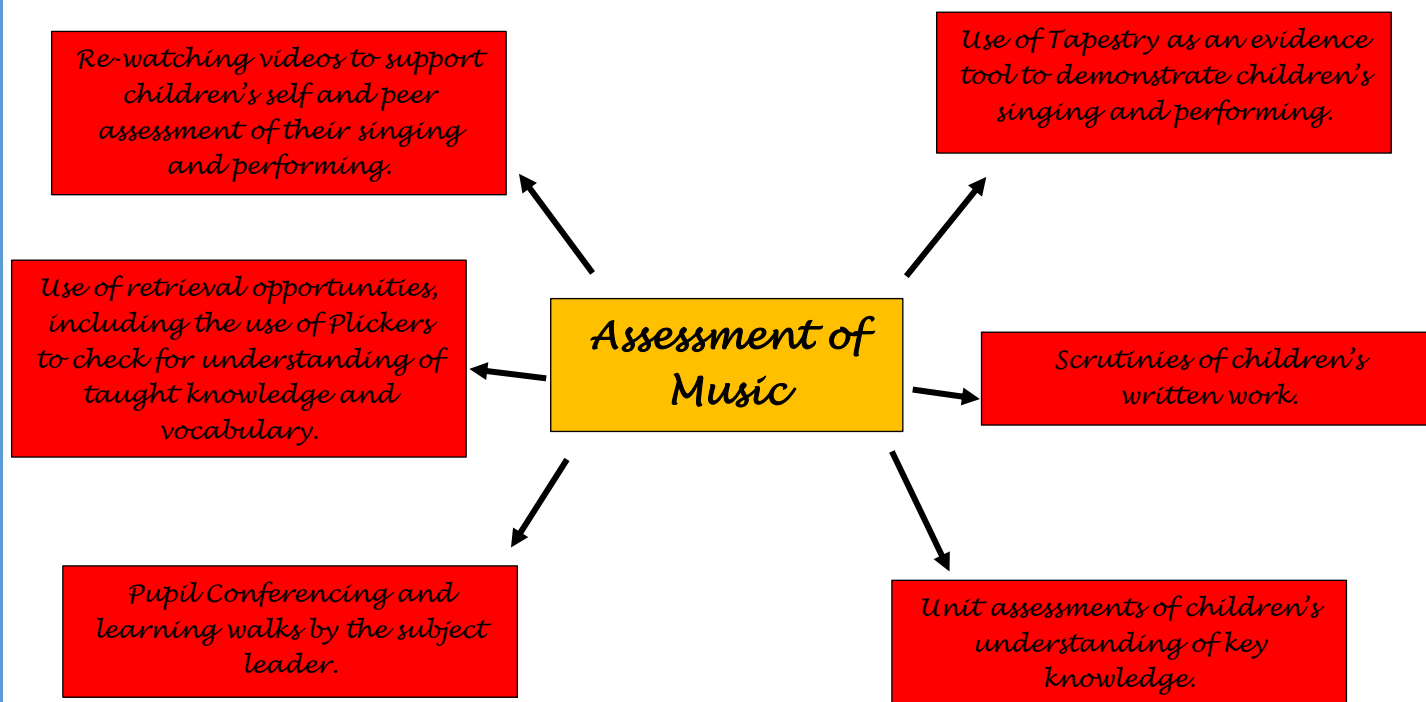 Re-watching videos to support
children's self and peer
assessment of their singing
and performing.
Use of Tapestry as an evidence
tool to demonstrate children's
singing and performing.
Use of retrieval opportunities,
including the use of Plickers
to check for understanding of
taught knowledge and
vocabulary.
Assessment of
Music
Scrutinies of children's
written work.
Pupil Conferencing and
learning walks by the subject
leader.
Unit assessments of children's
understanding of key
knowledge.